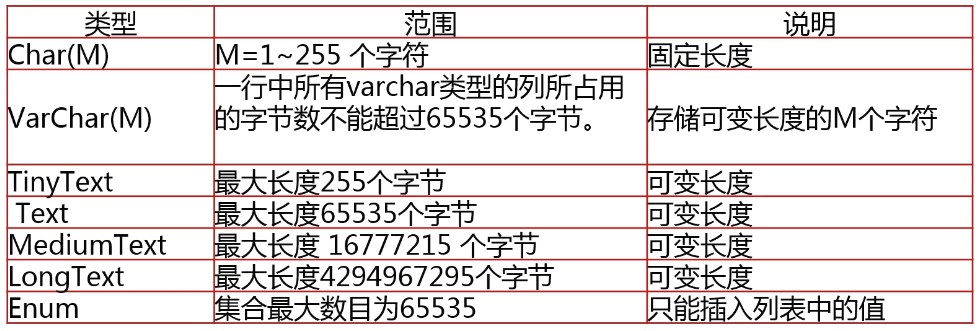 类型 范围 说明
Char(M) M=1~255 个字符 固定长度
VarChar(M) 一行中所有varchar类型的列所占用
的字节数不能超过65535个字节。 存储可变长度的M个字符
TinyText 最大长度255个字节 可变长度
Text 最大长度65535个字节 可变长度
MediumText 最大长度 16777215 个字节 可变长度
LongText 最大长度4294967295个字节 可变长度
Enum 集合最大数目为65535 只能插入列表中的值